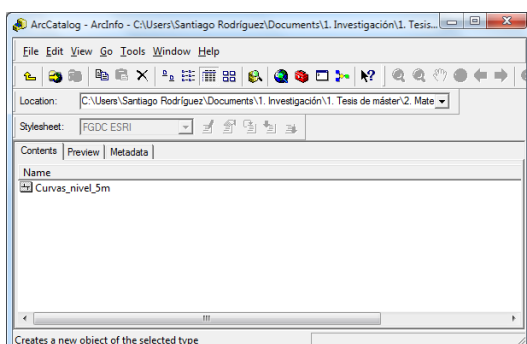 ArcCatalog - ArcInfo - C:\Users\Santiago Rodríguez\Documents\1. Investigación\1. Tesis...
File Edit View Go Tools Window Help
Location: C:\Users\Santiago Rodríguez\Documents\1. Investigación\1. Tesis de máster\2. Mate
Stylesheet: FGDC ESRI
Contents Preview Metadata
Name
Curvas_nivel_5m
Creates a new object of the selected type